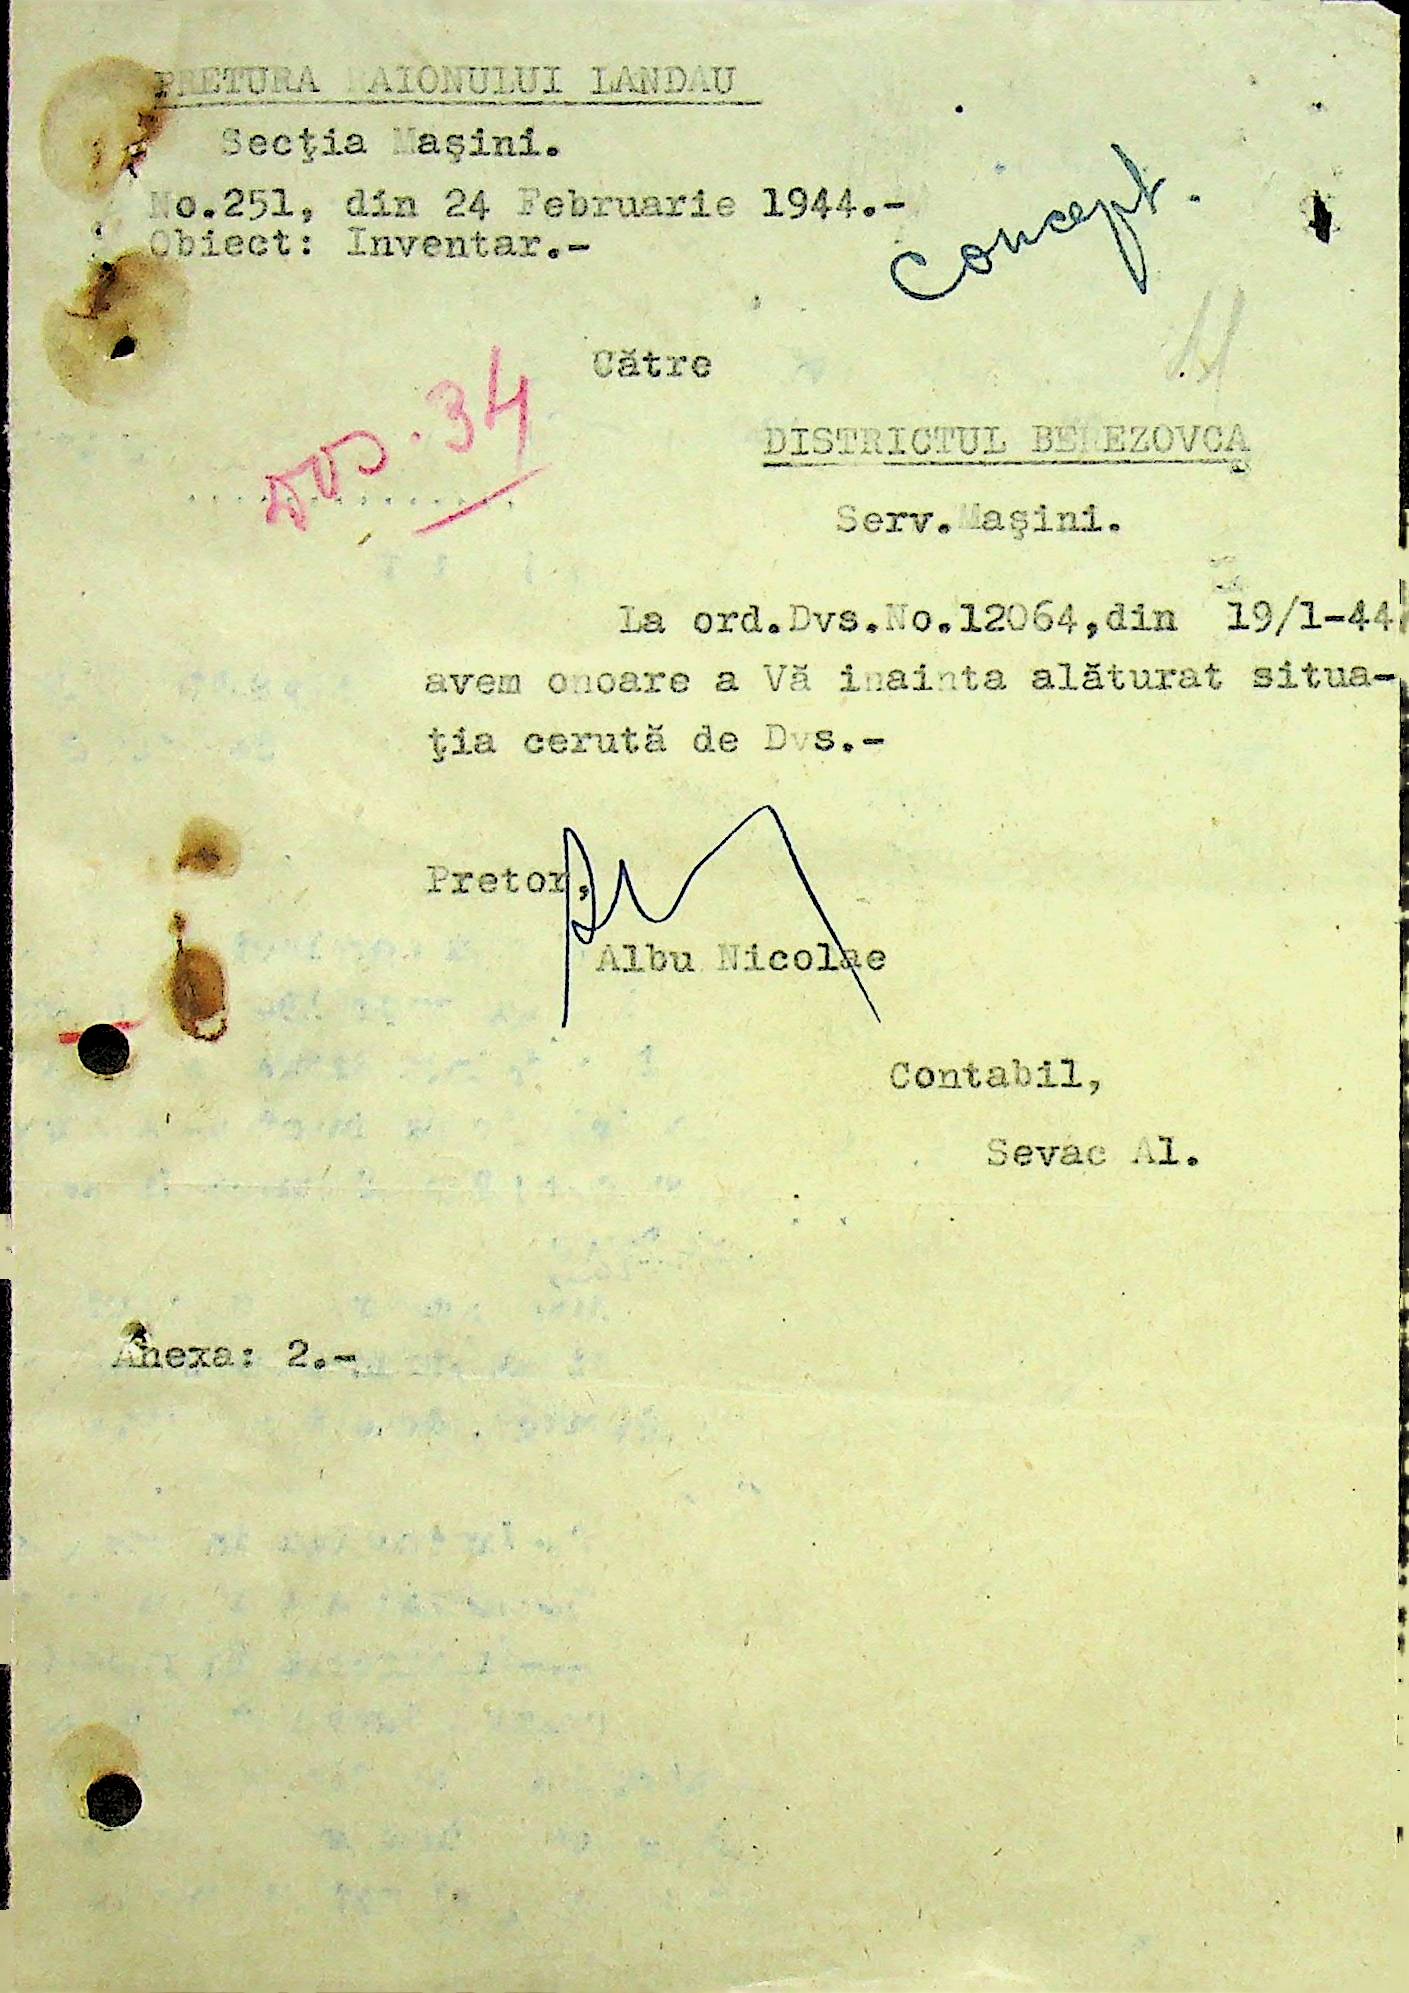 PRETURA RAIONULUI LANDAU
Secţia Maşini.
No.251, din 24 Februarie 1944.-
Obiect: Inventar.-
Concept.
Către
Dos. 34
DISTRICTUL BEREZOVCA
Serv.Maşini.
La ord.Dvs.No.12064,din 19/1-44
avem onoare a Vă inainta alăturat situa-
ţia cerută de Dvs.-
Pretor,
Albu Nicolae
Contabil,
Sevac Al.
Anexa: 2.-